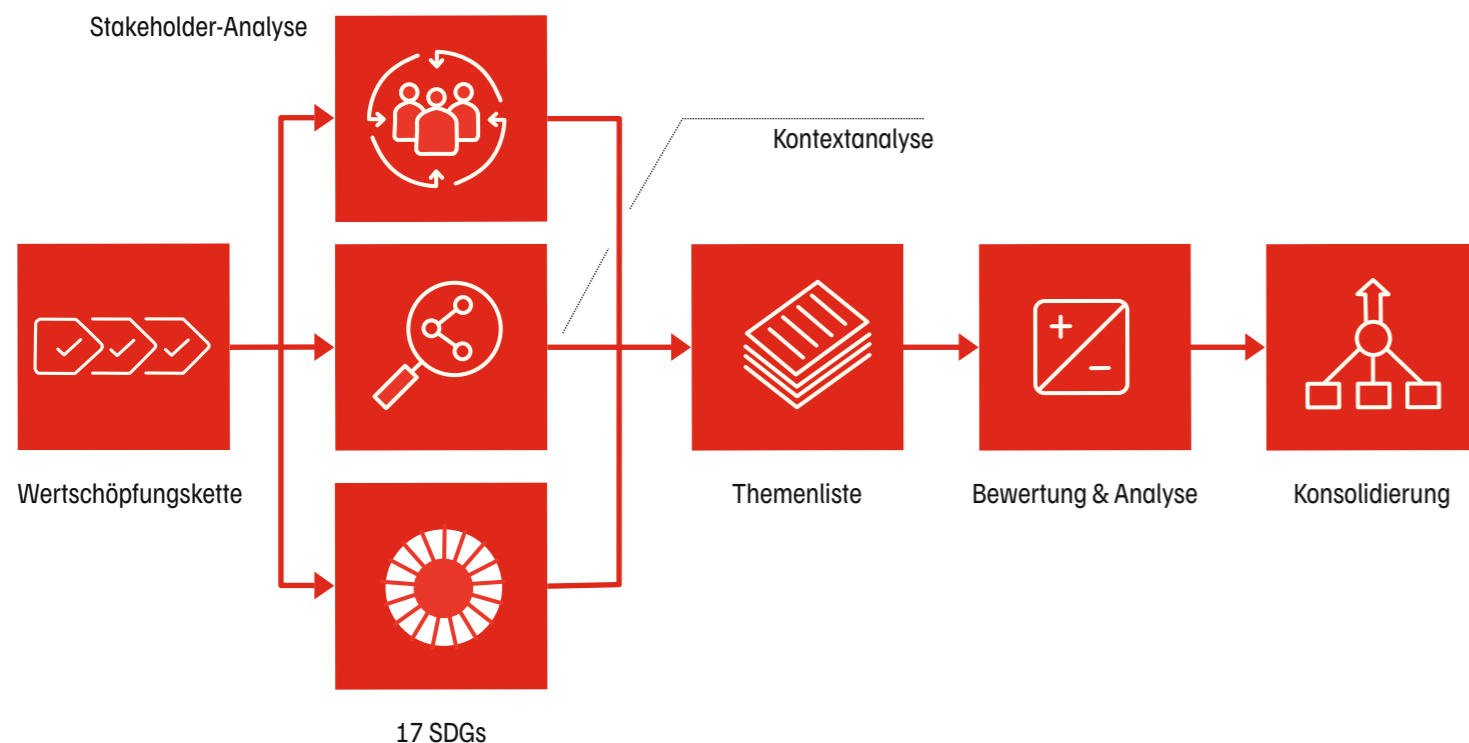 Stakeholder-Analyse
Kontextanalyse
Wertschöpfungskette
Themenliste
Bewertung & Analyse
Konsolidierung
17 SDGs